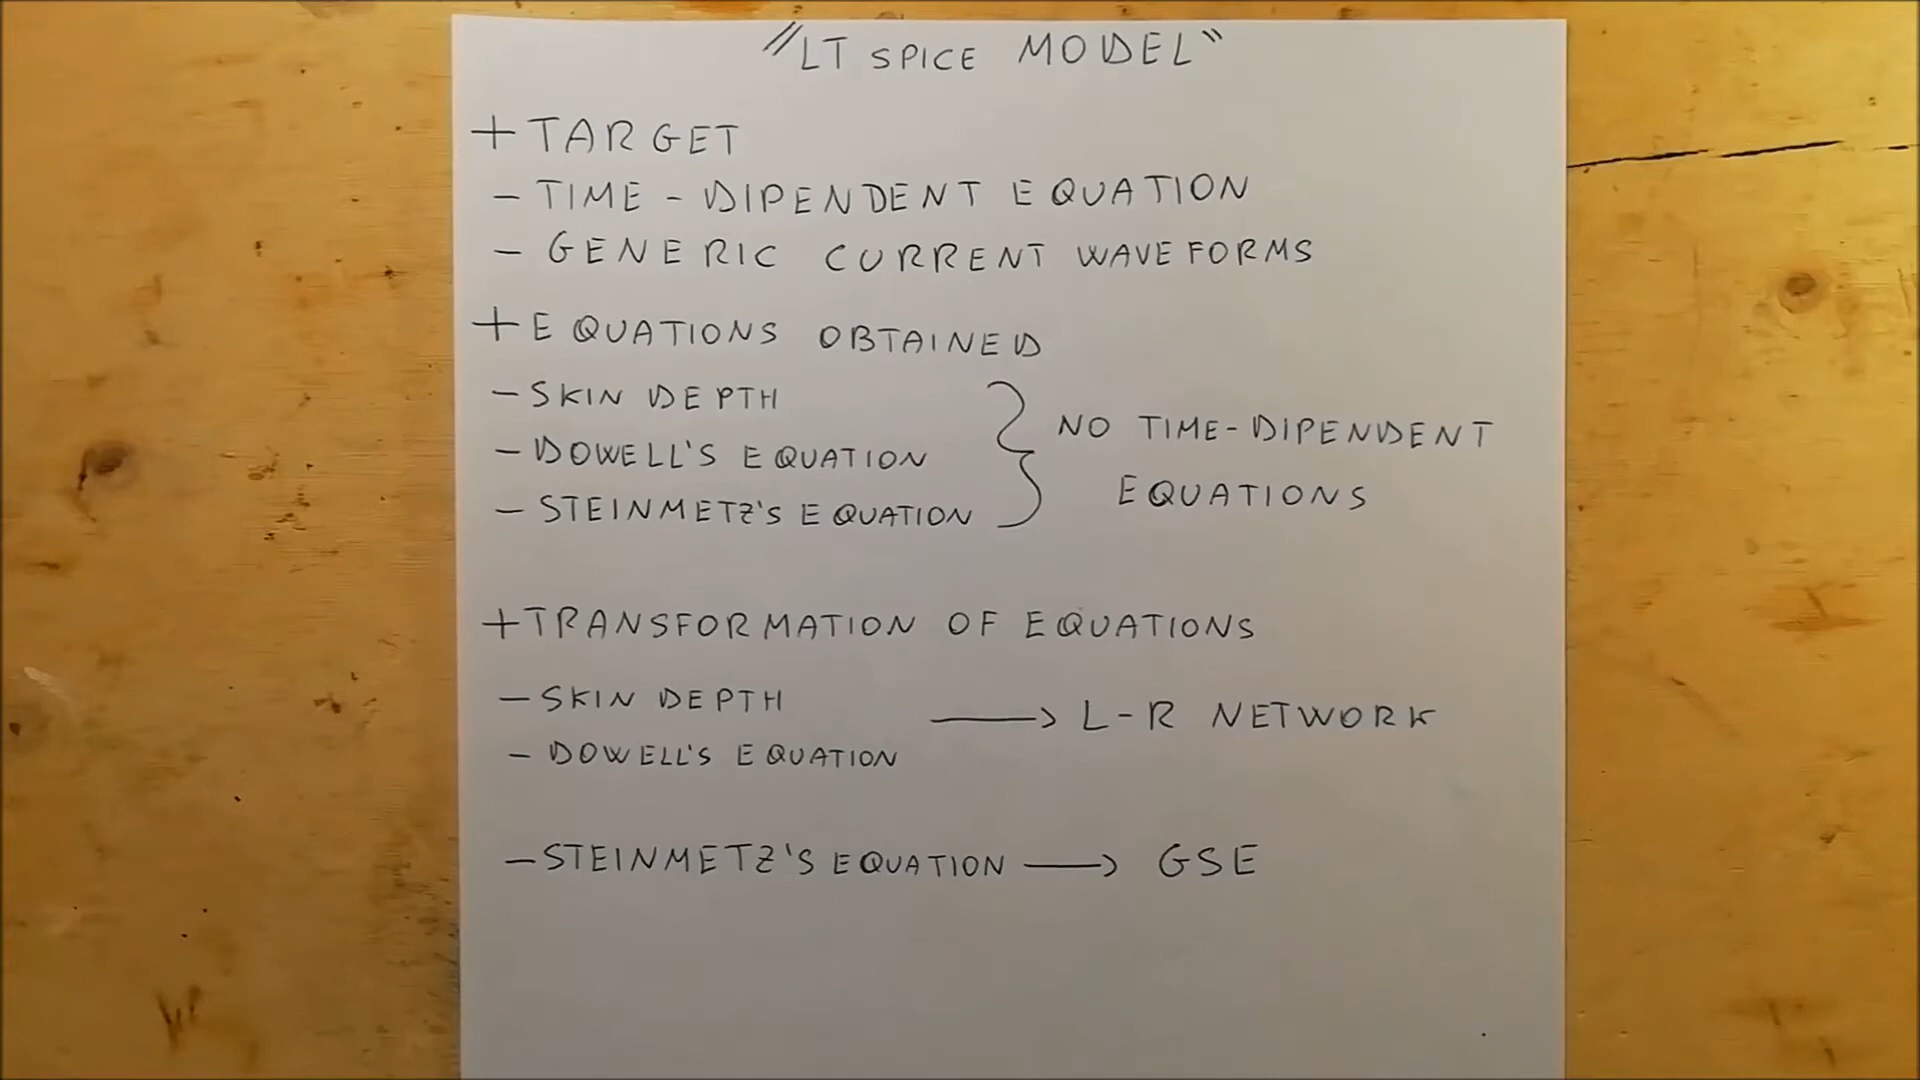 "LT SPICE MODEL"
+ TARGET
- TIME - DIPENDENT EQUATION
- GENERIC CURRENT WAVEFORMS
+ EQUATIONS OBTAINED
- SKIN DEPTH
- DOWELL'S EQUATION
- STEINMETZ'S EQUATION
NO TIME-DIPENDENT
EQUATIONS
+ TRANSFORMATION OF EQUATIONS
- SKIN DEPTH
- DOWELL'S EQUATION
→ L-R NETWORK
- STEINMETZ'S EQUATION → GSE